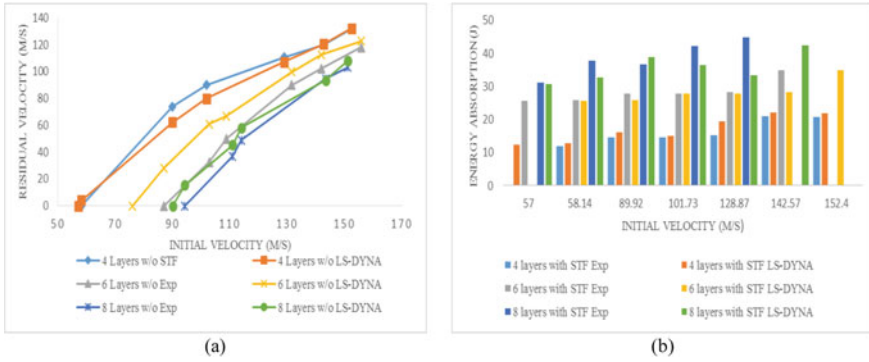 140
120
100
80
60
40
20
0
RESIDUAL VELOCITY (M/S)
50 70 90 110 130 150 170
INITIAL VELOCITY (M/S)
4 Layers w/o STF 4 Layers w/o LS-DYNA
6 Layers w/o Exp 6 Layers w/o LS-DYNA
8 Layers w/o Exp 8 Layers w/o LS-DYNA
(a)
50
40
30
20
10
0
ENERGY ABSORPTION (J)
57 58.14 89.92 101.73 128.87 142.57 152.4
INITIAL VELOCITY (M/S)
4 layers with STF Exp 4 layers with STF LS-DYNA
6 layers with STF Exp 6 layers with STF LS-DYNA
8 layers with STF Exp 8 layers with STF LS-DYNA
(b)